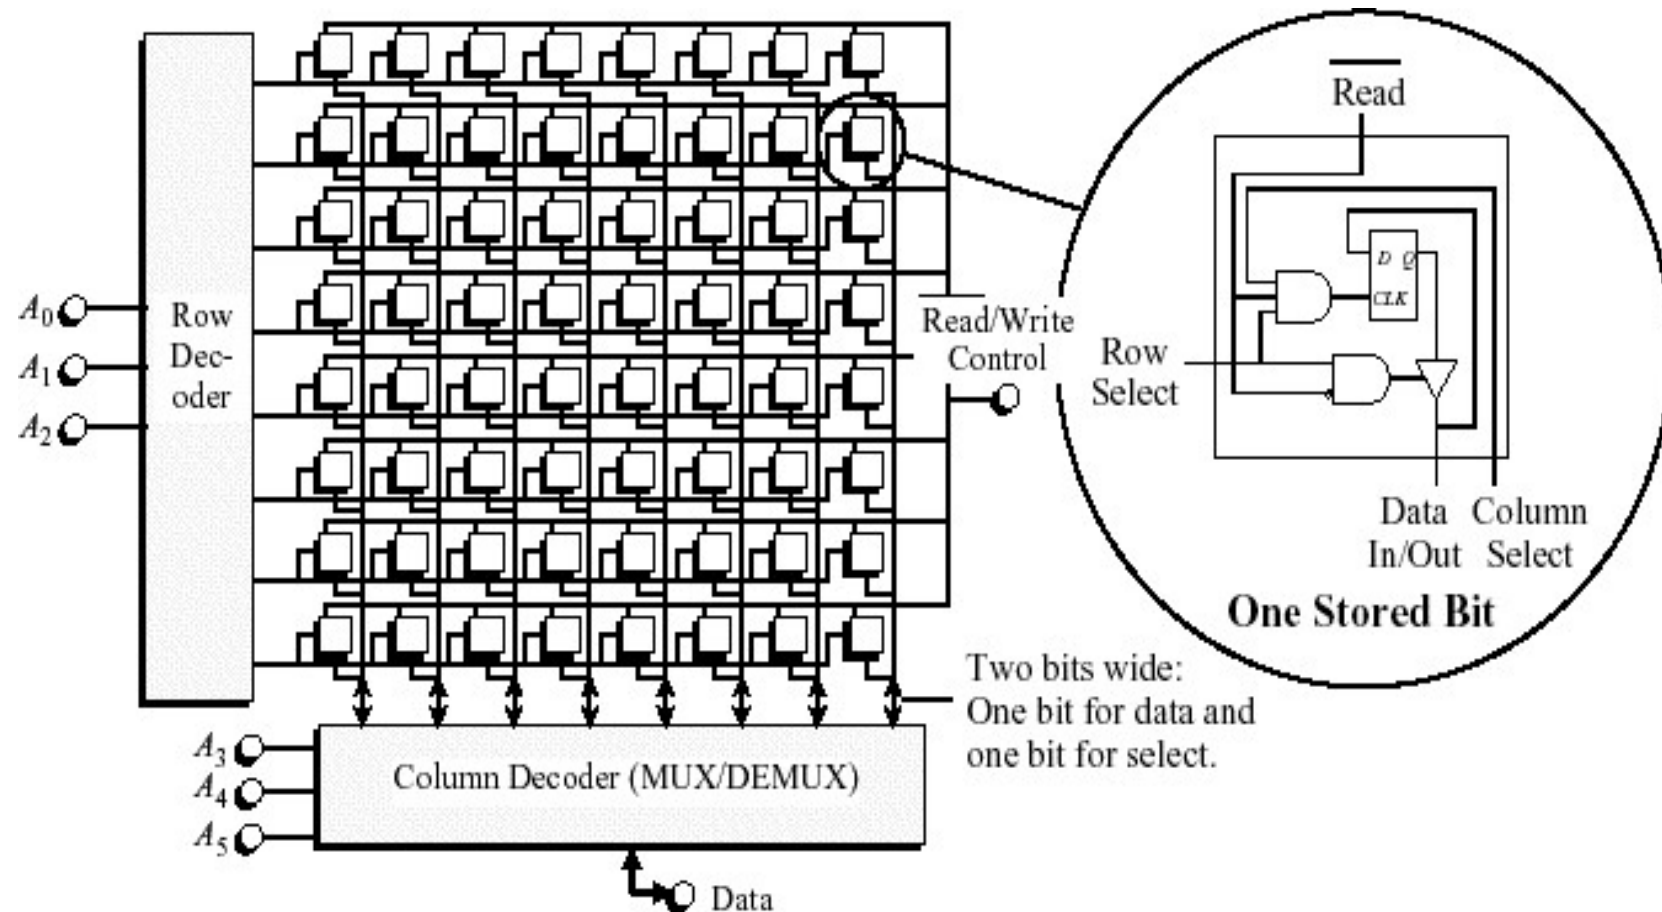 Read
D Q
CLK
Row
Select
Data Column
In/Out Select
One Stored Bit
A0
A1
A2
Row
Dec-
oder
Read/Write
Control
Two bits wide:
One bit for data and
one bit for select.
A3
A4
A5
Column Decoder (MUX/DEMUX)
Data